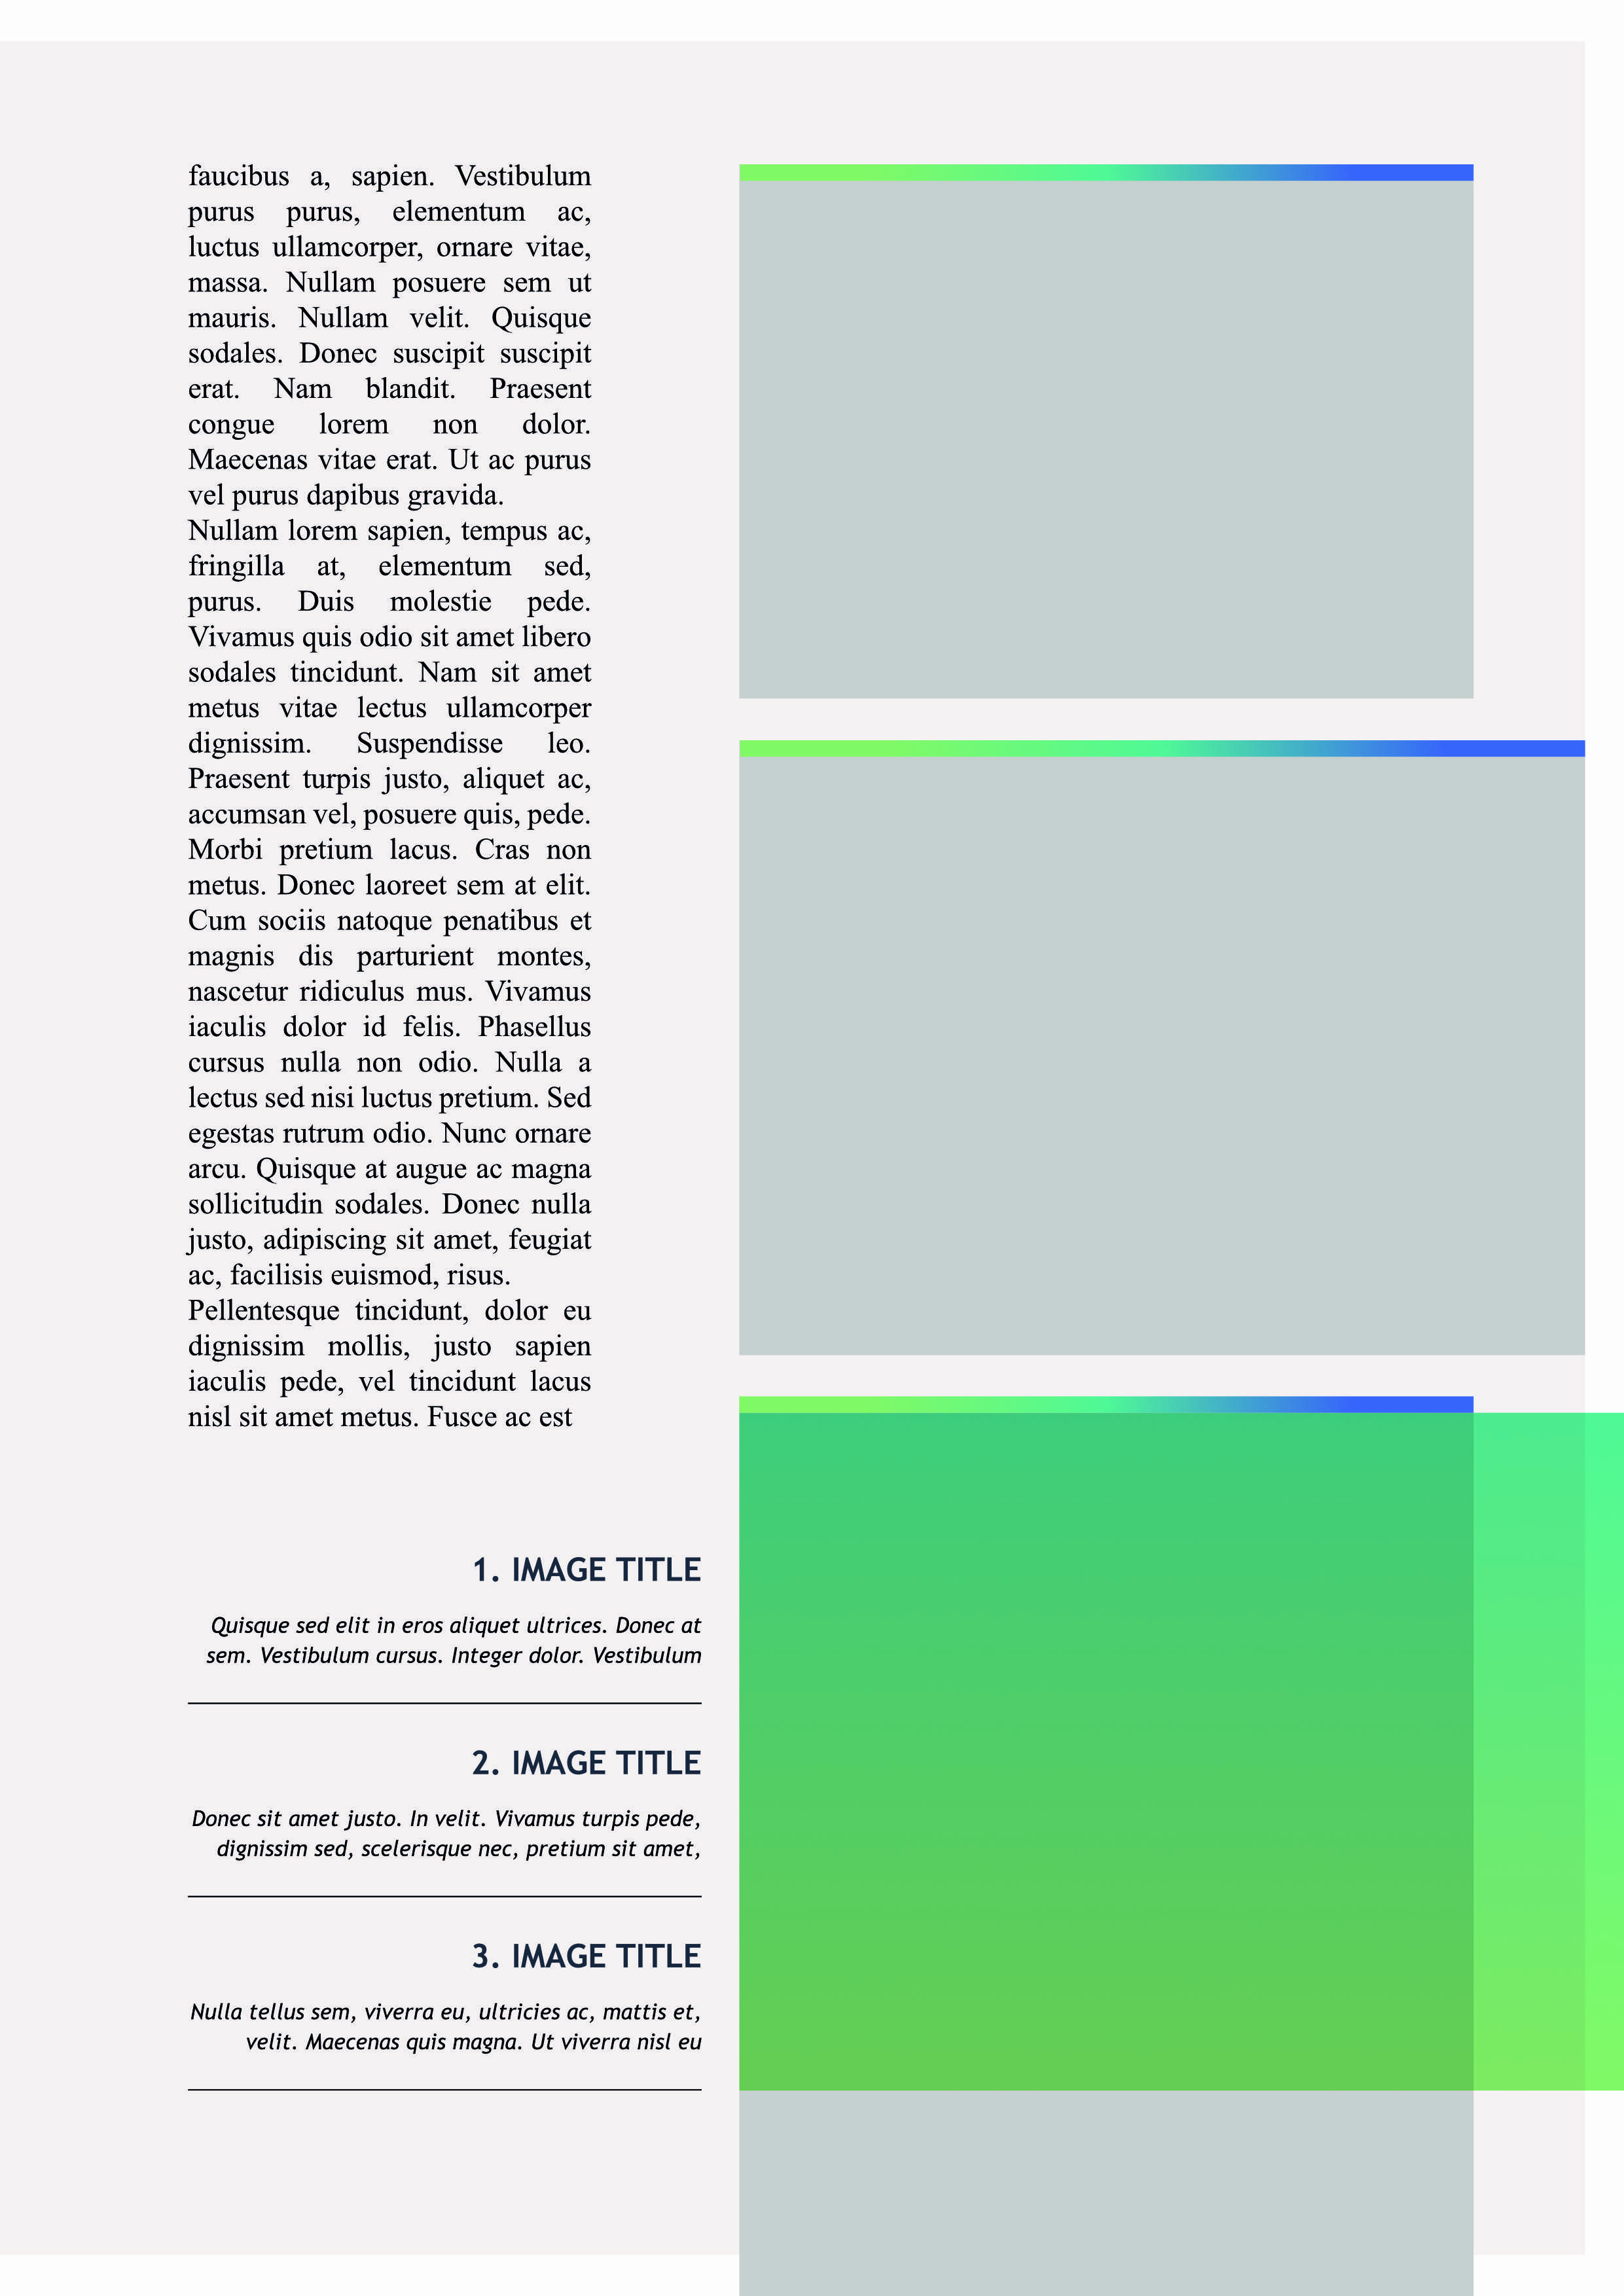 faucibus a, sapien. Vestibulum
purus purus, elementum ac,
luctus ullamcorper, ornare vitae,
massa. Nullam posuere sem ut
mauris. Nullam velit. Quisque
sodales. Donec suscipit suscipit
erat. Nam blandit. Praesent
congue lorem non dolor.
Maecenas vitae erat. Ut ac purus
vel purus dapibus gravida.
Nullam lorem sapien, tempus ac,
fringilla at, elementum sed,
purus. Duis molestie pede.
Vivamus quis odio sit amet libero
sodales tincidunt. Nam sit amet
metus vitae lectus ullamcorper
dignissim. Suspendisse leo.
Praesent turpis justo, aliquet ac,
accumsan vel, posuere quis, pede.
Morbi pretium lacus. Cras non
metus. Donec laoreet sem at elit.
Cum sociis natoque penatibus et
magnis dis parturient montes,
nascetur ridiculus mus. Vivamus
iaculis dolor id felis. Phasellus
cursus nulla non odio. Nulla a
lectus sed nisi luctus pretium. Sed
egestas rutrum odio. Nunc ornare
arcu. Quisque at augue ac magna
sollicitudin sodales. Donec nulla
justo, adipiscing sit amet, feugiat
ac, facilisis euismod, risus.
Pellentesque tincidunt, dolor eu
dignissim mollis, justo sapien
iaculis pede, vel tincidunt lacus
nisl sit amet metus. Fusce ac est
1. IMAGE TITLE
Quisque sed elit in eros aliquet ultrices. Donec at
sem. Vestibulum cursus. Integer dolor. Vestibulum
2. IMAGE TITLE
Donec sit amet justo. In velit. Vivamus turpis pede,
dignissim sed, scelerisque nec, pretium sit amet,
3. IMAGE TITLE
Nulla tellus sem, viverra eu, ultricies ac, mattis et,
velit. Maecenas quis magna. Ut viverra nisl eu